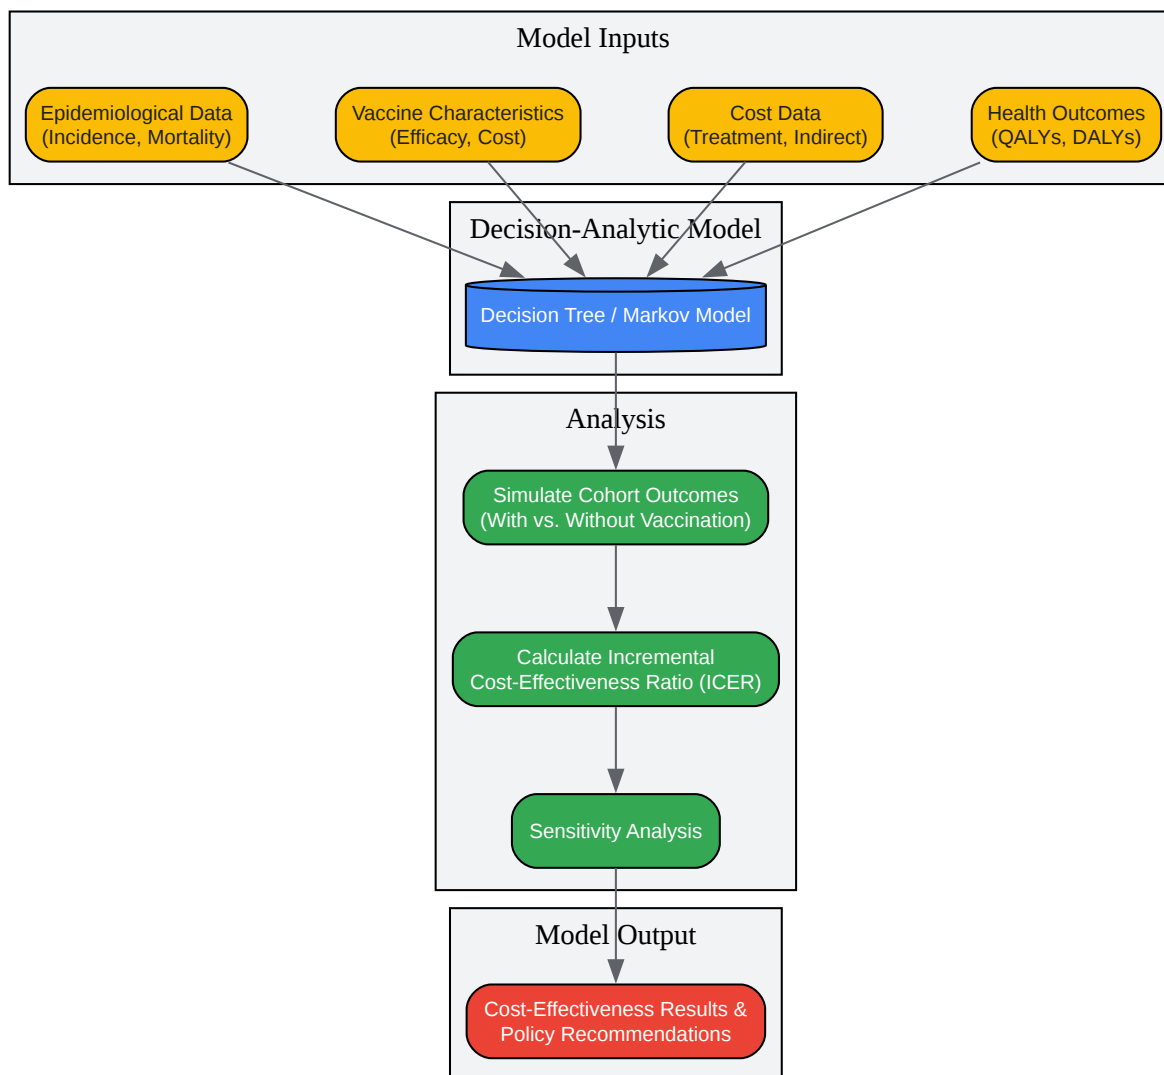 Model Inputs
Epidemiological Data
(Incidence, Mortality)
Vaccine Characteristics
(Efficacy, Cost)
Cost Data
(Treatment, Indirect)
Health Outcomes
(QALYs, DALYs)
Decision-Analytic Model
Decision Tree / Markov Model
Analysis
Simulate Cohort Outcomes
(With vs. Without Vaccination)
Calculate Incremental
Cost-Effectiveness Ratio (ICER)
Sensitivity Analysis
Model Output
Cost-Effectiveness Results &
Policy Recommendations